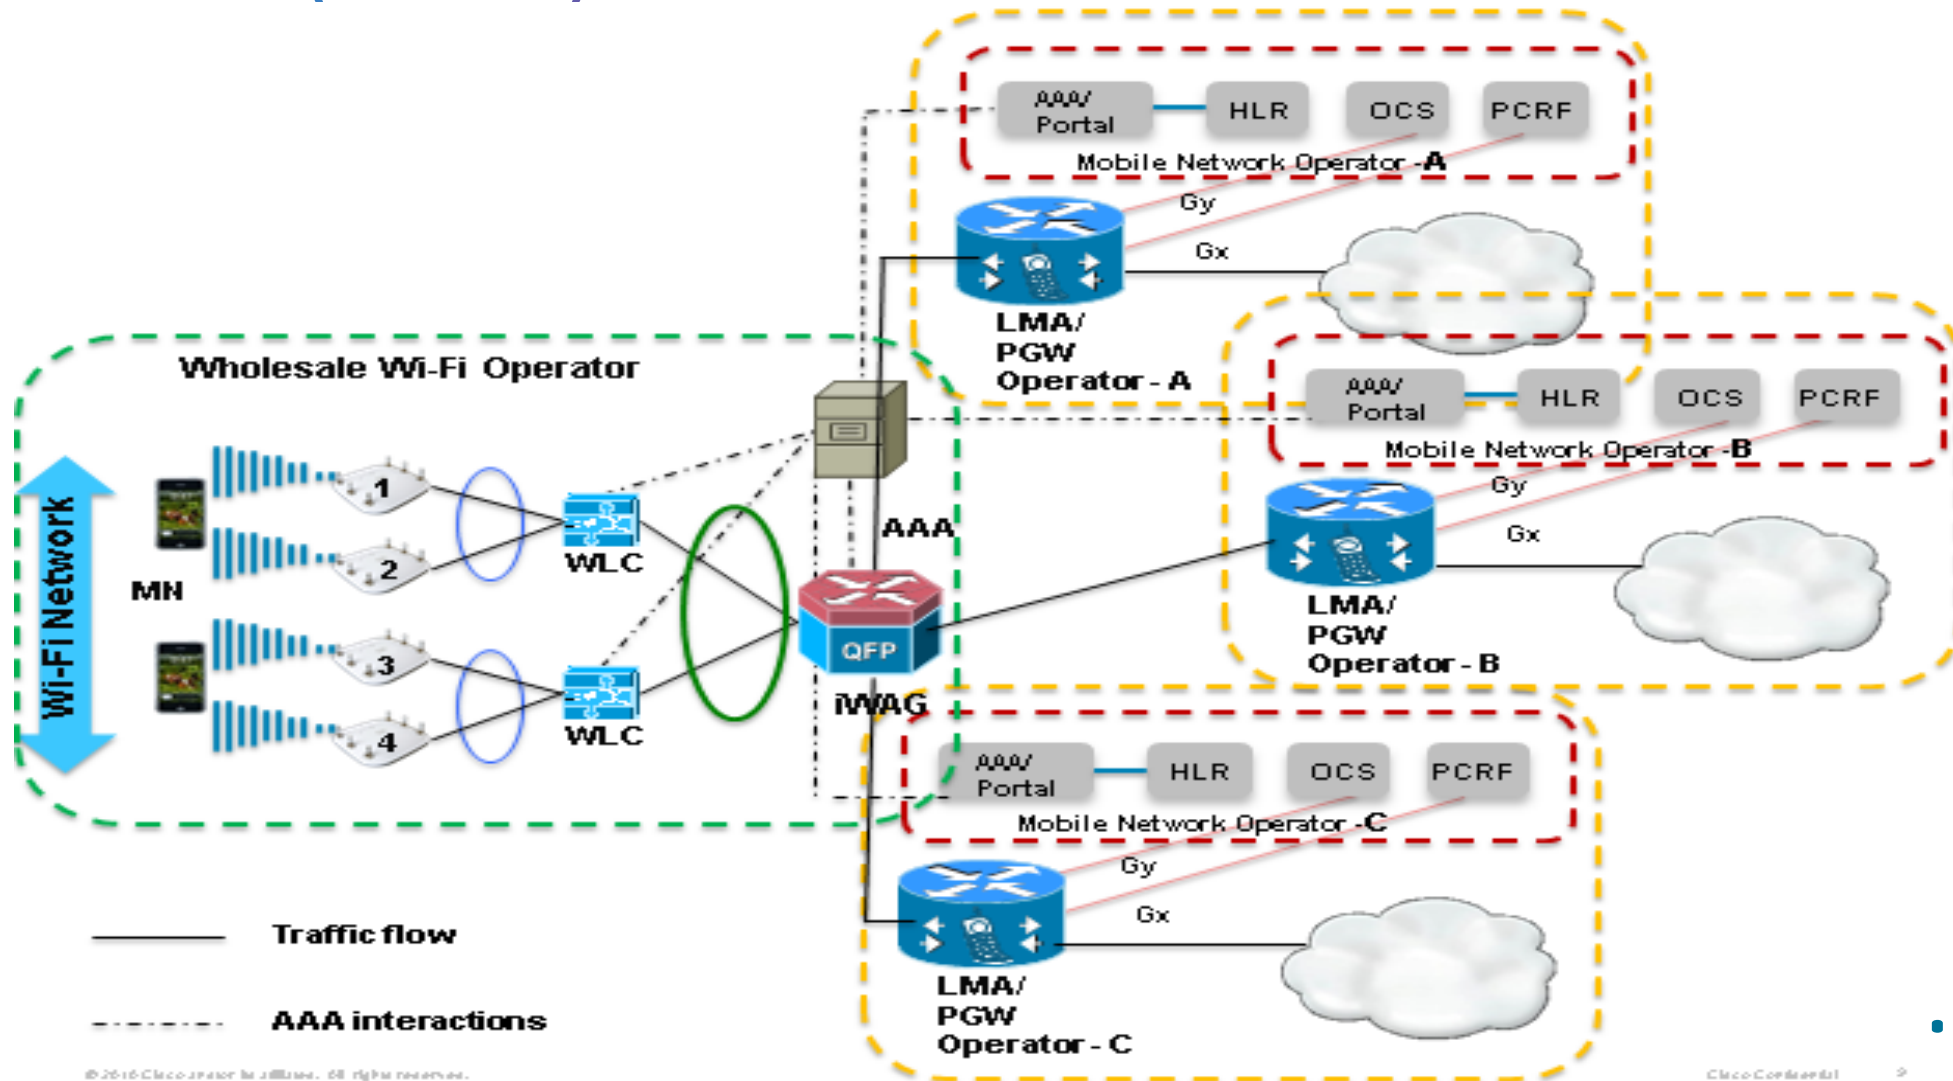 AAA/
Portal
HLR
OCS
PCRF
Mobile Network Operator -A
Gy
Gx
LMA/
PGW
Operator - A
Wholesale Wi-Fi Operator
AAA/
Portal
HLR
OCS
PCRF
Mobile Network Operator -B
Gy
Gx
LMA/
PGW
Operator - B
Wi-Fi Network
MN
1
2
3
4
WLC
WLC
AAA
QFP
iWAG
AAA/
Portal
HLR
OCS
PCRF
Mobile Network Operator -C
Gy
Gx
LMA/
PGW
Operator - C
Traffic flow
AAA interactions
Cisco Confidential